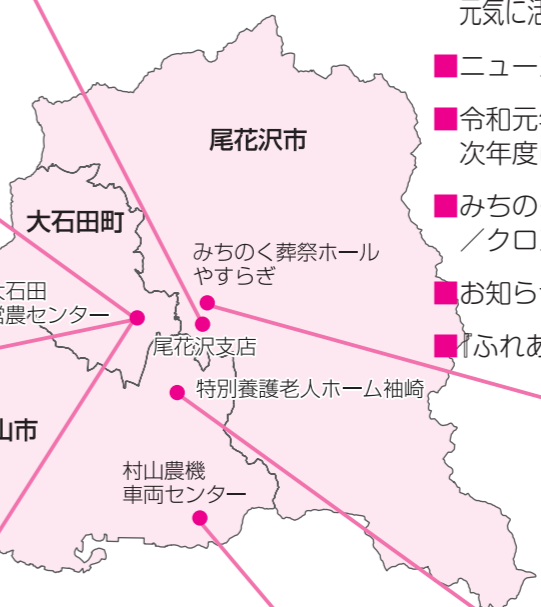 尾花沢市
大石田町
みちのく葬祭ホール
やすらぎ
大石田
営農センター
尾花沢支店
特別養護老人ホーム袖崎
山市
村山農機
車両センター
元気に活
■ニュー
■令和元
次年度
■みちの
／クロ
■お知ら
■『ふれあ